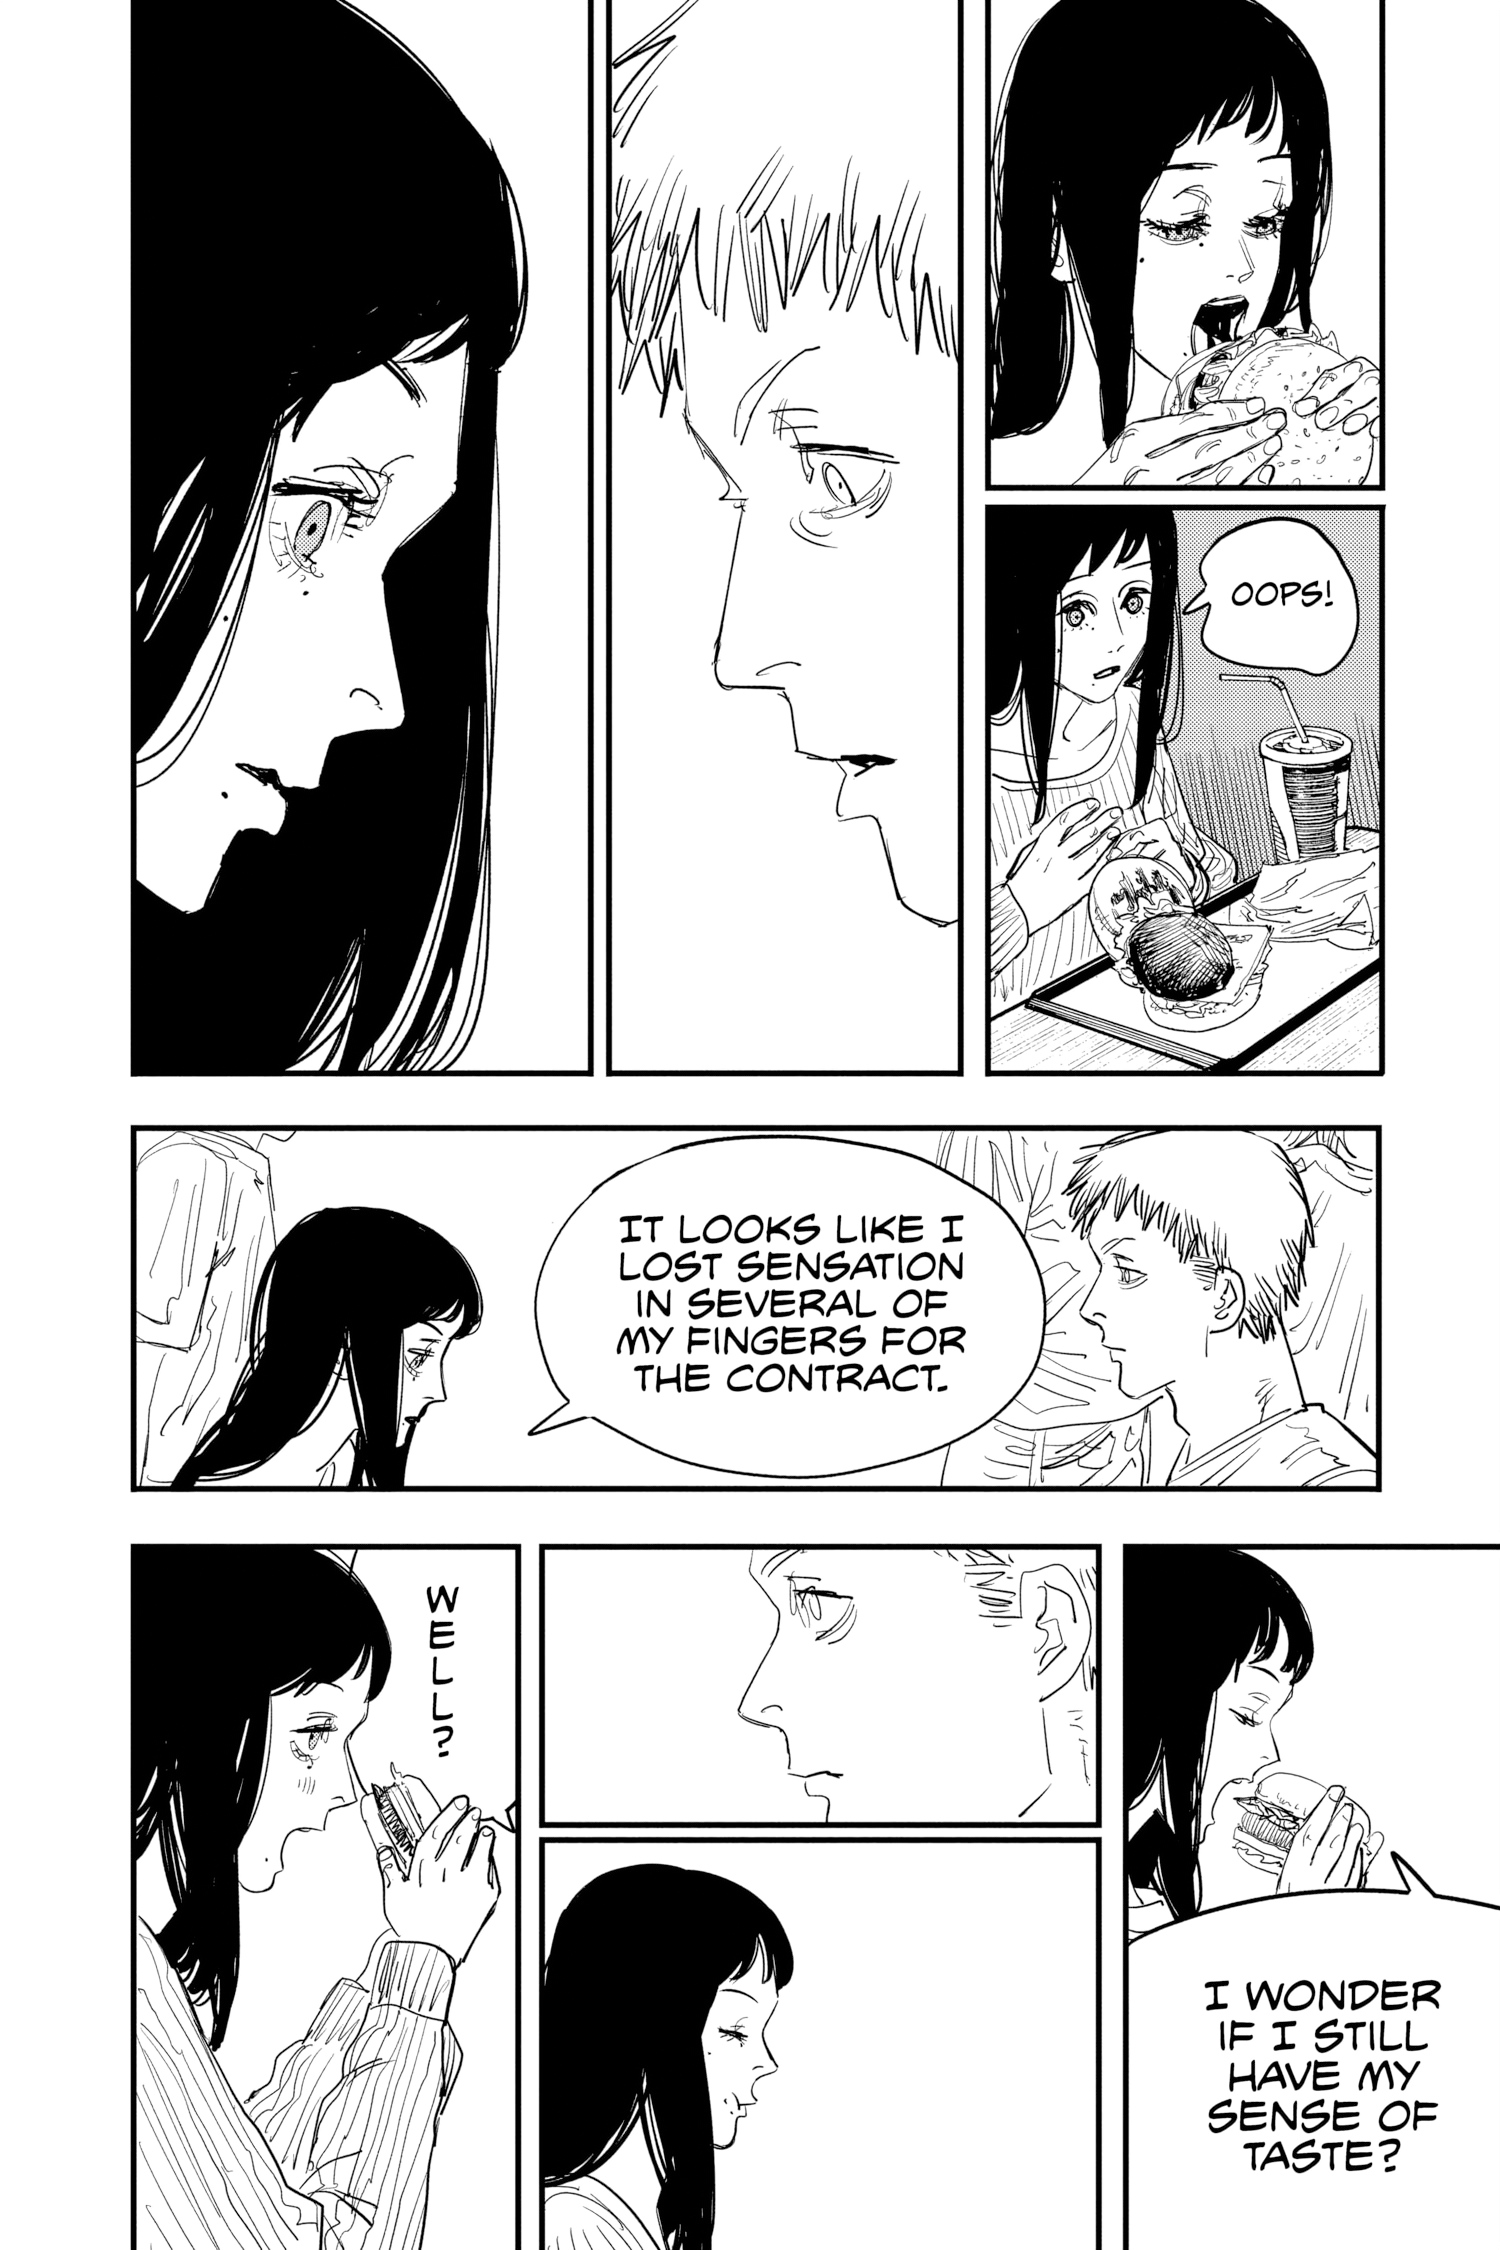 OOPS!
IT LOOKS LIKE I
LOST SENSATION
IN SEVERAL OF
MY FINGERS FOR
THE CONTRACT.
I WONDER
IF I STILL
HAVE MY
SENSE OF
TASTE?
WELL?